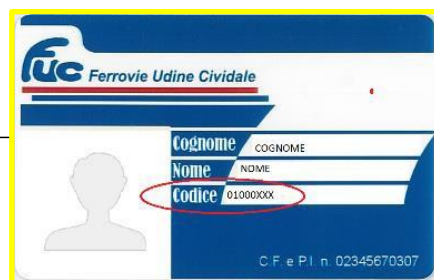 Fuc Ferrovie Udine Cividale
Cognome COGNOME
Nome NOME
Codice 01000XXX
C.F. e P.I. n. 02345670307